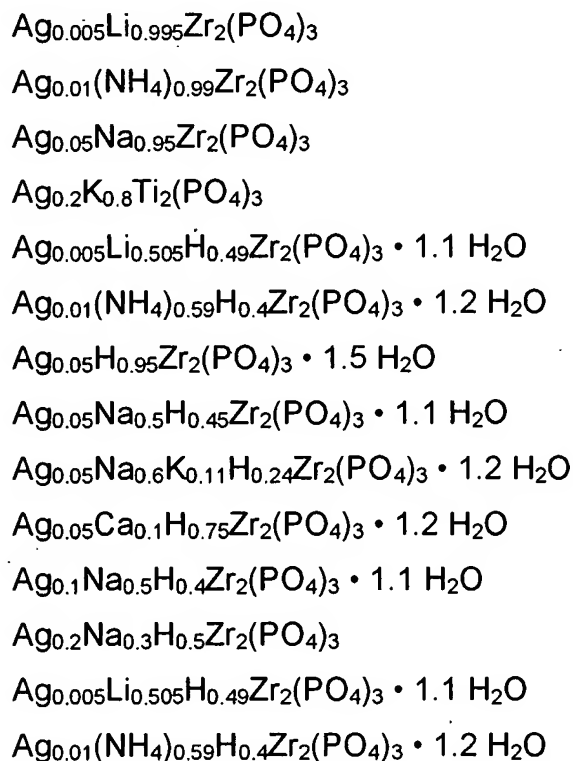 Ag0.005Li0.995Zr2(PO4)3
Ag0.01(NH4)0.99Zr2(PO4)3
Ag0.05Na0.95Zr2(PO4)3
Ag0.2K0.8Ti2(PO4)3
Ag0.005Li0.505H0.49Zr2(PO4)3 • 1.1 H2O
Ag0.01(NH4)0.59H0.4Zr2(PO4)3 • 1.2 H2O
Ag0.05H0.95Zr2(PO4)3 • 1.5 H2O
Ag0.05Na0.5H0.45Zr2(PO4)3 • 1.1 H2O
Ag0.05Na0.6K0.11H0.24Zr2(PO4)3 • 1.2 H2O
Ag0.05Ca0.1H0.75Zr2(PO4)3 • 1.2 H2O
Ag0.1Na0.5H0.4Zr2(PO4)3 • 1.1 H2O
Ag0.2Na0.3H0.5Zr2(PO4)3
Ag0.005Li0.505H0.49Zr2(PO4)3 • 1.1 H2O
Ag0.01(NH4)0.59H0.4Zr2(PO4)3 • 1.2 H2O